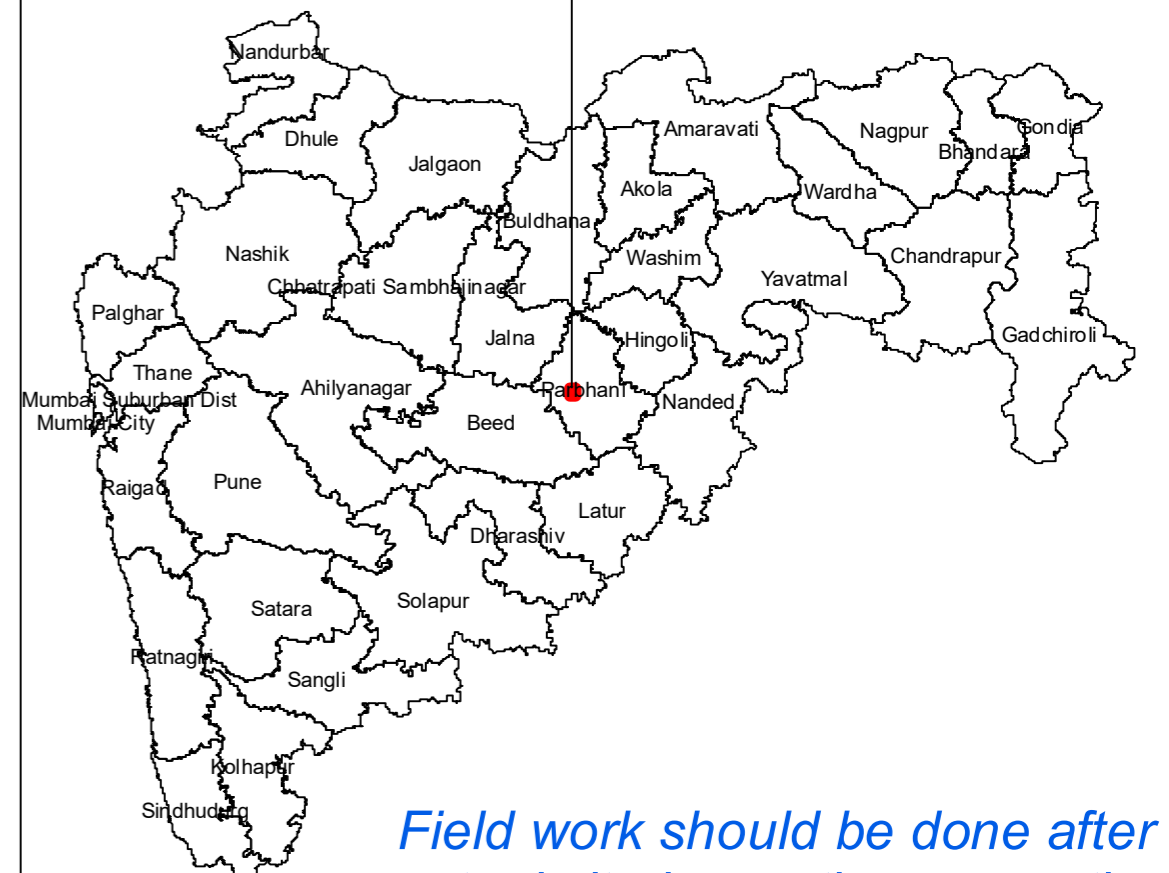 Nandurbar
Dhule
Jalgaon
Amaravati
Nagpur
Gondia
Bhandara
Akola
Wardha
Buldhana
Nashik
Washim
Chandrapur
Chhatrapati Sambhajinagar
Yavatmal
Palghar
Jalna
Hingoli
Gadchiroli
Thane
Ahilyanagar
Parbhani
Mumbai Suburban Dist
Nanded
Mumbai City
Beed
Raigad
Pune
Latur
Dharashiv
Satara
Solapur
Ratnagiri
Sangli
Kolhapur
Sindhudurg
Field work should be done after